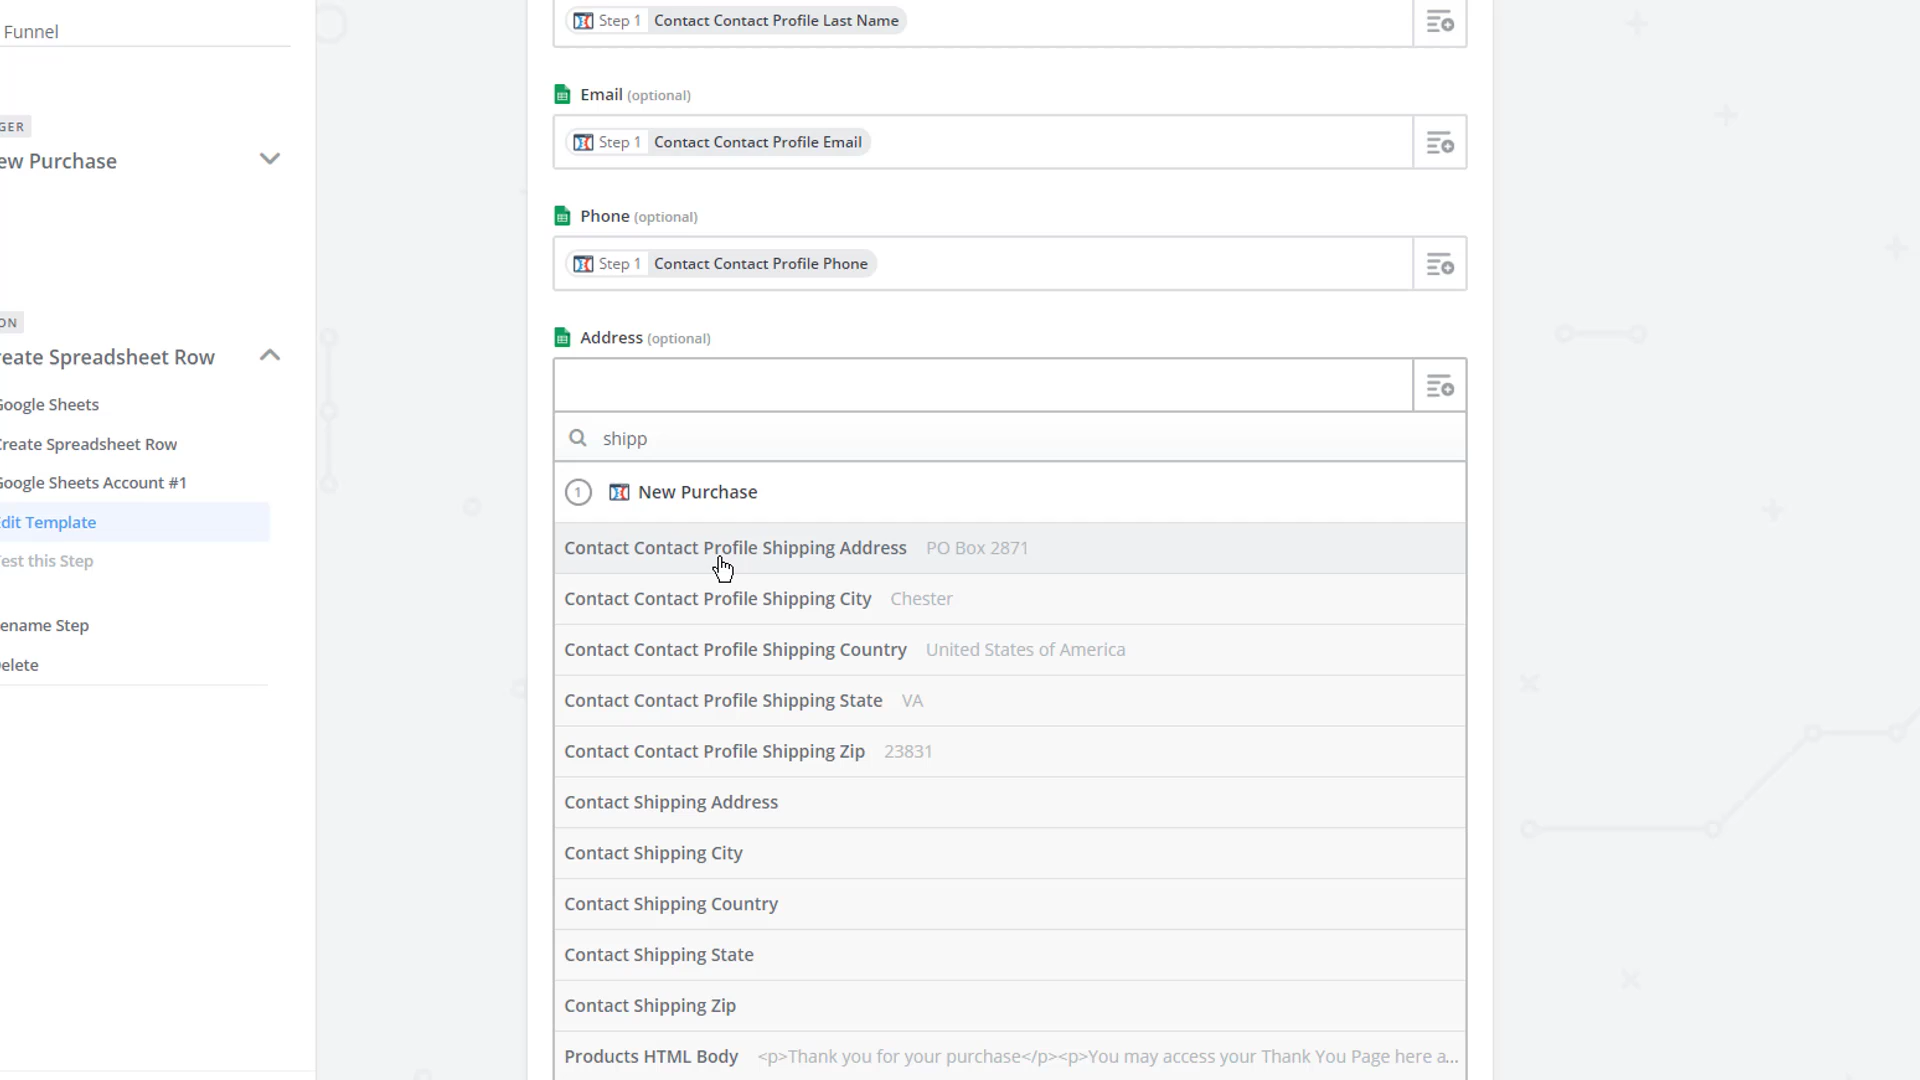 Funnel
GER
ew Purchase
ON
reate Spreadsheet Row
Google Sheets
Create Spreadsheet Row
Google Sheets Account #1
dit Template
est this Step
ename Step
elete
Step 1 Contact Contact Profile Last Name
Email (optional)
Step 1 Contact Contact Profile Email
Phone (optional)
Step 1 Contact Contact Profile Phone
Address (optional)
shipp
1 New Purchase
Contact Contact Profile Shipping Address PO Box 2871
Contact Contact Profile Shipping City Chester
Contact Contact Profile Shipping Country United States of America
Contact Contact Profile Shipping State VA
Contact Contact Profile Shipping Zip 23831
Contact Shipping Address
Contact Shipping City
Contact Shipping Country
Contact Shipping State
Contact Shipping Zip
Products HTML Body <p>Thank you for your purchase</p><p>You may access your Thank You Page here a...